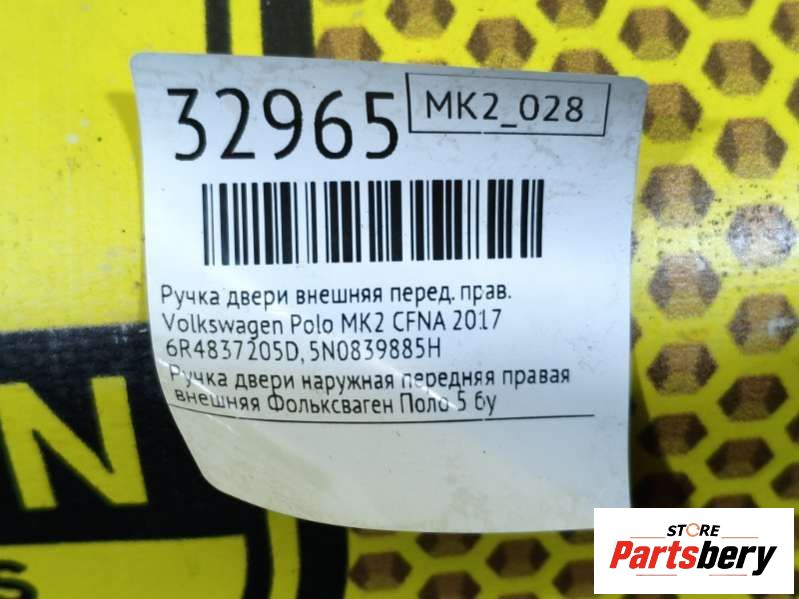 32965
MK2_028
Ручка двери внешняя перед. прав.
Volkswagen Polo MK2 CFNA 2017
6R4837205D, 5N0839885H
Ручка двери наружная передняя правая
внешняя Фольксваген Поло 5 бу
N
s
STORE
Partsbery